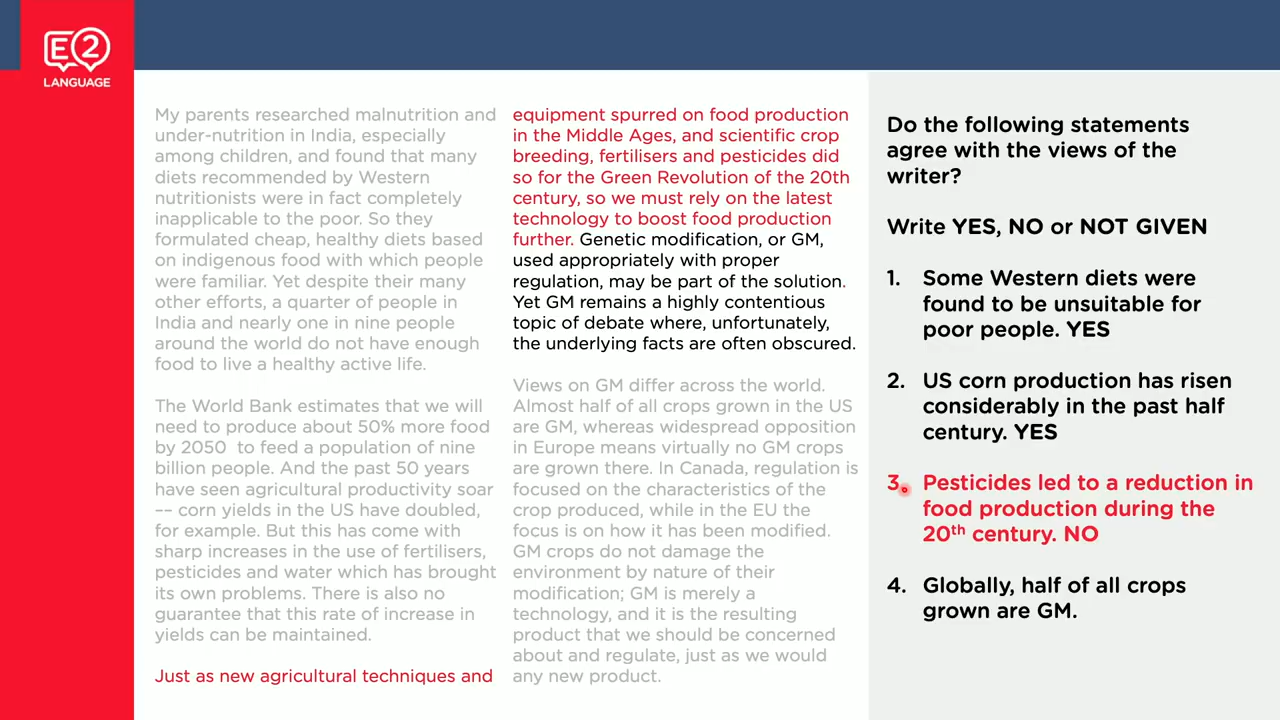 E2
LANGUAGE
My parents researched malnutrition and
under-nutrition in India, especially
among children, and found that many
diets recommended by Western
nutritionists were in fact completely
inapplicable to the poor. So they
formulated cheap, healthy diets based
on indigenous food with which people
were familiar. Yet despite their many
other efforts, a quarter of people in
India and nearly one in nine people
around the world do not have enough
food to live a healthy active life.
The World Bank estimates that we will
need to produce about 50% more food
by 2050 to feed a population of nine
billion people. And the past 50 years
have seen agricultural productivity soar
–– corn yields in the US have doubled,
for example. But this has come with
sharp increases in the use of fertilisers,
pesticides and water which has brought
its own problems. There is also no
guarantee that this rate of increase in
yields can be maintained.
Just as new agricultural techniques and
equipment spurred on food production
in the Middle Ages, and scientific crop
breeding, fertilisers and pesticides did
so for the Green Revolution of the 20th
century, so we must rely on the latest
technology to boost food production
further. Genetic modification, or GM,
used appropriately with proper
regulation, may be part of the solution.
Yet GM remains a highly contentious
topic of debate where, unfortunately,
the underlying facts are often obscured.
Views on GM differ across the world.
Almost half of all crops grown in the US
are GM, whereas widespread opposition
in Europe means virtually no GM crops
are grown there. In Canada, regulation is
focused on the characteristics of the
crop produced, while in the EU the
focus is on how it has been modified.
GM crops do not damage the
environment by nature of their
modification; GM is merely a
technology, and it is the resulting
product that we should be concerned
about and regulate, just as we would
any new product.
Do the following statements
agree with the views of the
writer?
Write YES, NO or NOT GIVEN
1. Some Western diets were
found to be unsuitable for
poor people. YES
2. US corn production has risen
considerably in the past half
century. YES
3. Pesticides led to a reduction in
food production during the
20th century. NO
4. Globally, half of all crops
grown are GM.